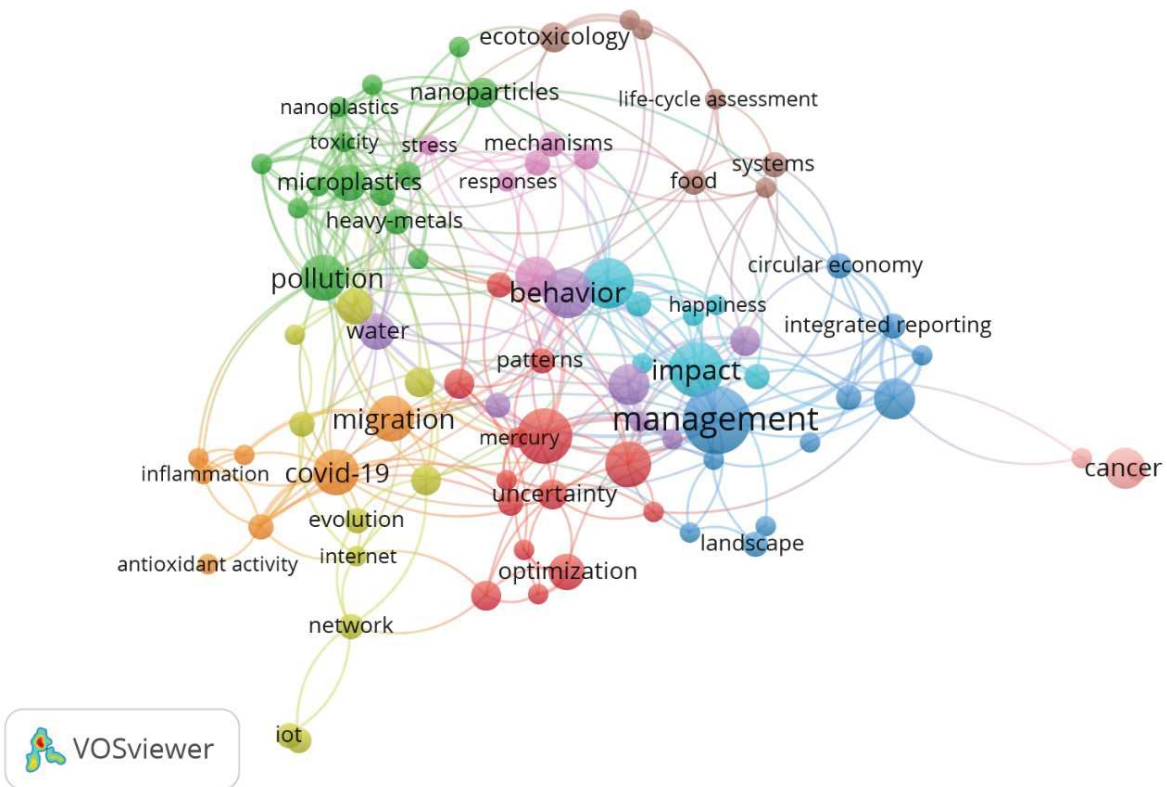 ecotoxicology
nanoparticles
life-cycle assessment
nanoplastics
toxicity
stress
mechanisms
systems
microplastics
responses
food
heavy-metals
circular economy
pollution
behavior
happiness
integrated reporting
water
patterns
impact
migration
mercury
management
inflammation
covid-19
cancer
uncertainty
evolution
landscape
antioxidant activity
internet
optimization
network
iot
VOSviewer